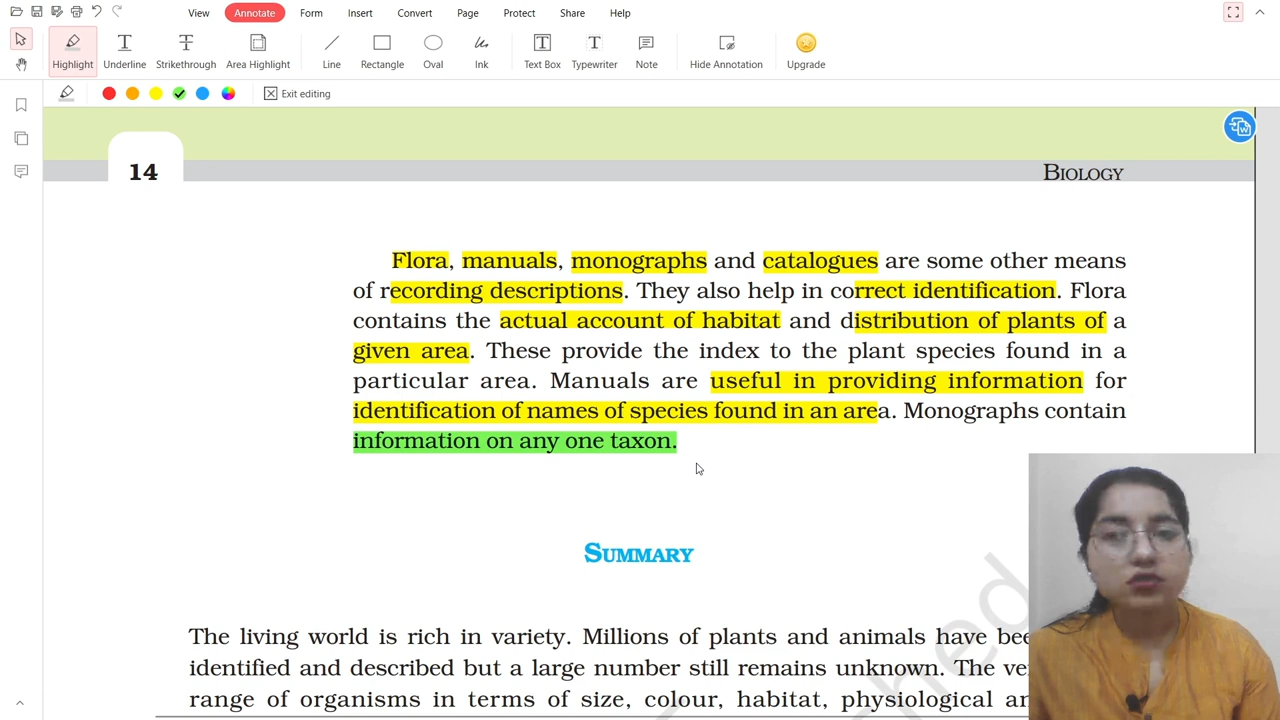 View Annotate Form Insert Convert Page Protect Share Help
Highlight Underline Strikethrough Area Highlight Line Rectangle Oval Ink Text Box Typewriter Note Hide Annotation Upgrade
Exit editing
14 BIOLOGY
Flora, manuals, monographs and catalogues are some other means
of recording descriptions. They also help in correct identification. Flora
contains the actual account of habitat and distribution of plants of a
given area. These provide the index to the plant species found in a
particular area. Manuals are useful in providing information for
identification of names of species found in an area. Monographs contain
information on any one taxon.
SUMMARY
The living world is rich in variety. Millions of plants and animals have
identified and described but a large number still remains unknown. The
range of organisms in terms of size, colour, habitat, physiological